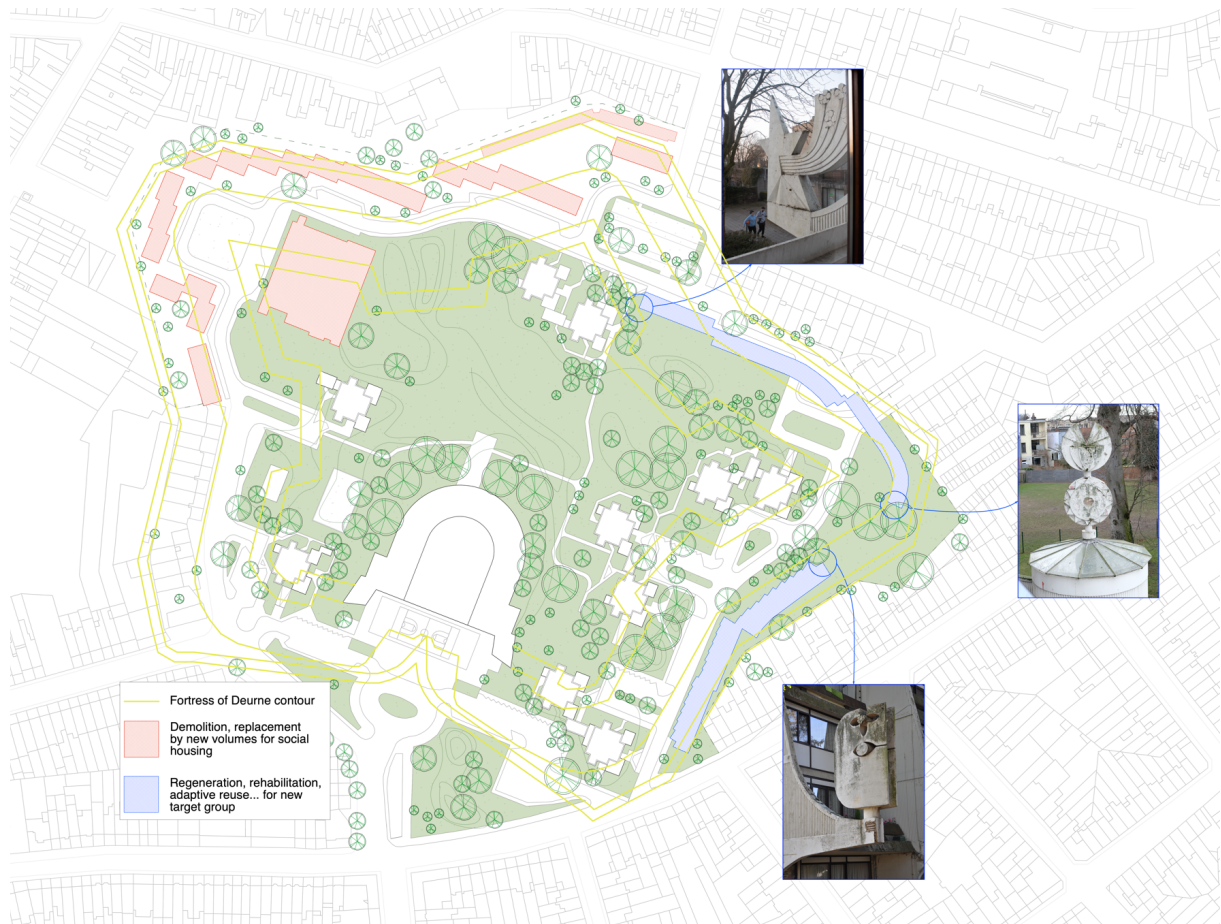 Fortress of Deurne contour
Demolition, replacement
by new volumes for social
housing
Regeneration, rehabilitation,
adaptive reuse... for new
target group